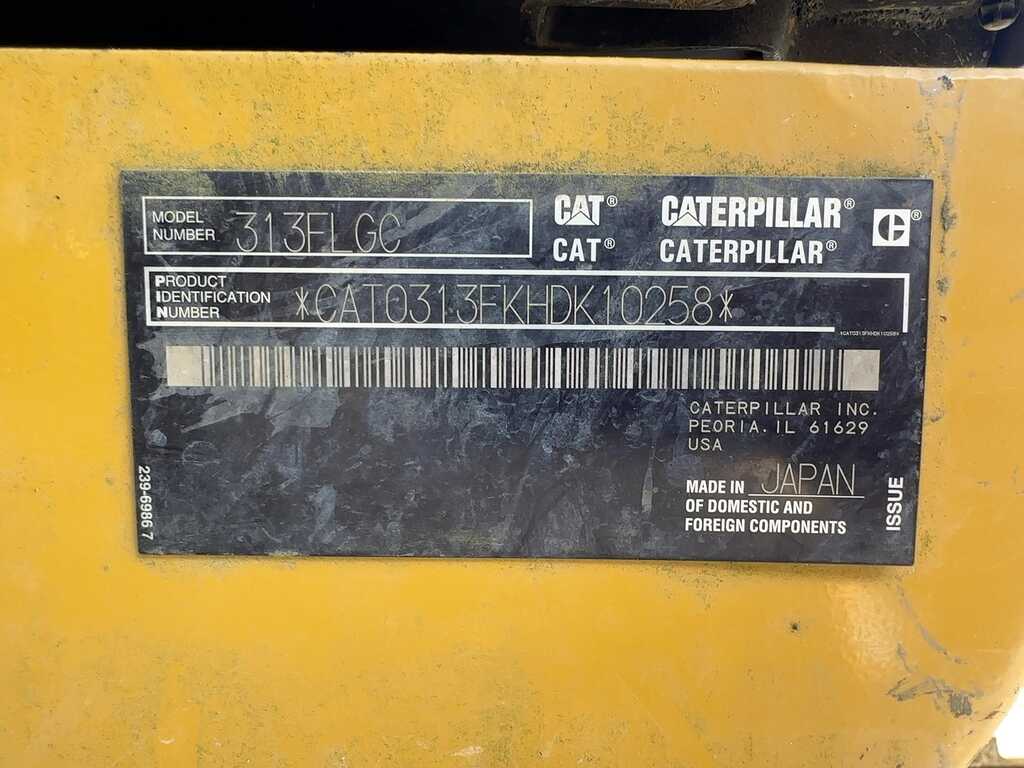 MODEL
NUMBER 313FLGC
CAT® CATERPILLAR®
CAT® CATERPILLAR®
PRODUCT
IDENTIFICATION
NUMBER *CAT0313FKHDK10258*
*CAT0313FKHDK10258*
CATERPILLAR INC.
PEORIA, IL 61629
USA
MADE IN JAPAN
OF DOMESTIC AND
FOREIGN COMPONENTS
239-6986 7
ISSUE